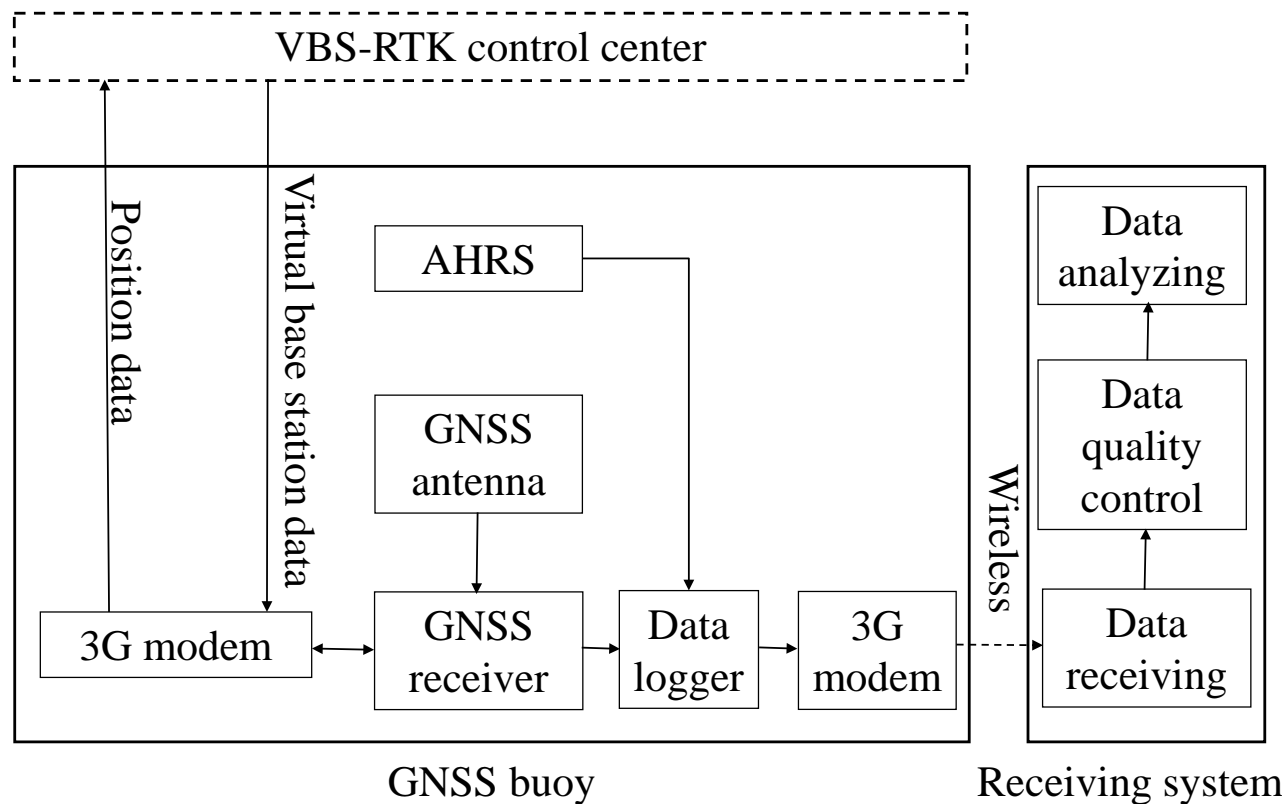 VBS-RTK control center
Position data
Virtual base station data
AHRS
GNSS
antenna
3G modem
GNSS
receiver
Data
logger
3G
modem
Wireless
Data
analyzing
Data
quality
control
Data
receiving
GNSS buoy
Receiving system